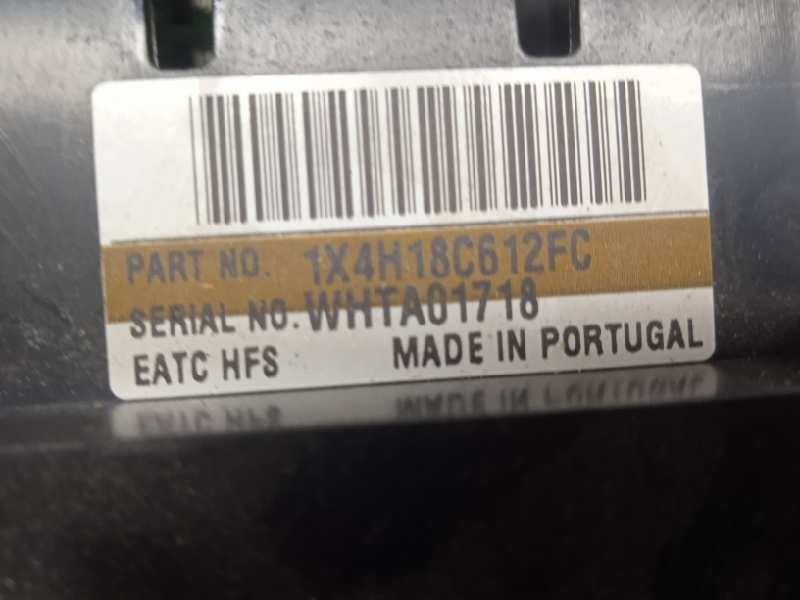 PART NO. 1X4H18C612FC
SERIAL NO. WHTA01718
EATC HFS MADE IN PORTUGAL